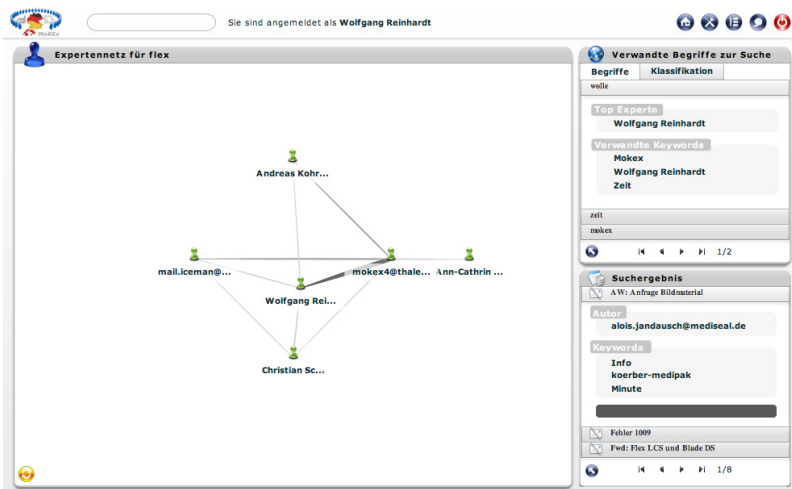 MoKEx
Sie sind angemeldet als Wolfgang Reinhardt
Expertennetz für flex
Andreas Kohr...
mail.iceman@...
mokex4@thale...
Ann-Cathrin ...
Wolfgang Rei...
Christian Sc...
Verwandte Begriffe zur Suche
Begriffe
Klassifikation
wolle
Top Experte
Wolfgang Reinhardt
Verwandte Keywords
Mokex
Wolfgang Reinhardt
Zeit
zeit
mokex
1/2
Suchergebnis
AW: Anfrage Bildmaterial
Autor
alois.jandausch@mediseal.de
Keywords
Info
koerber-medipak
Minute
Fehler 1009
Fwd: Flex LCS und Blade DS
1/8